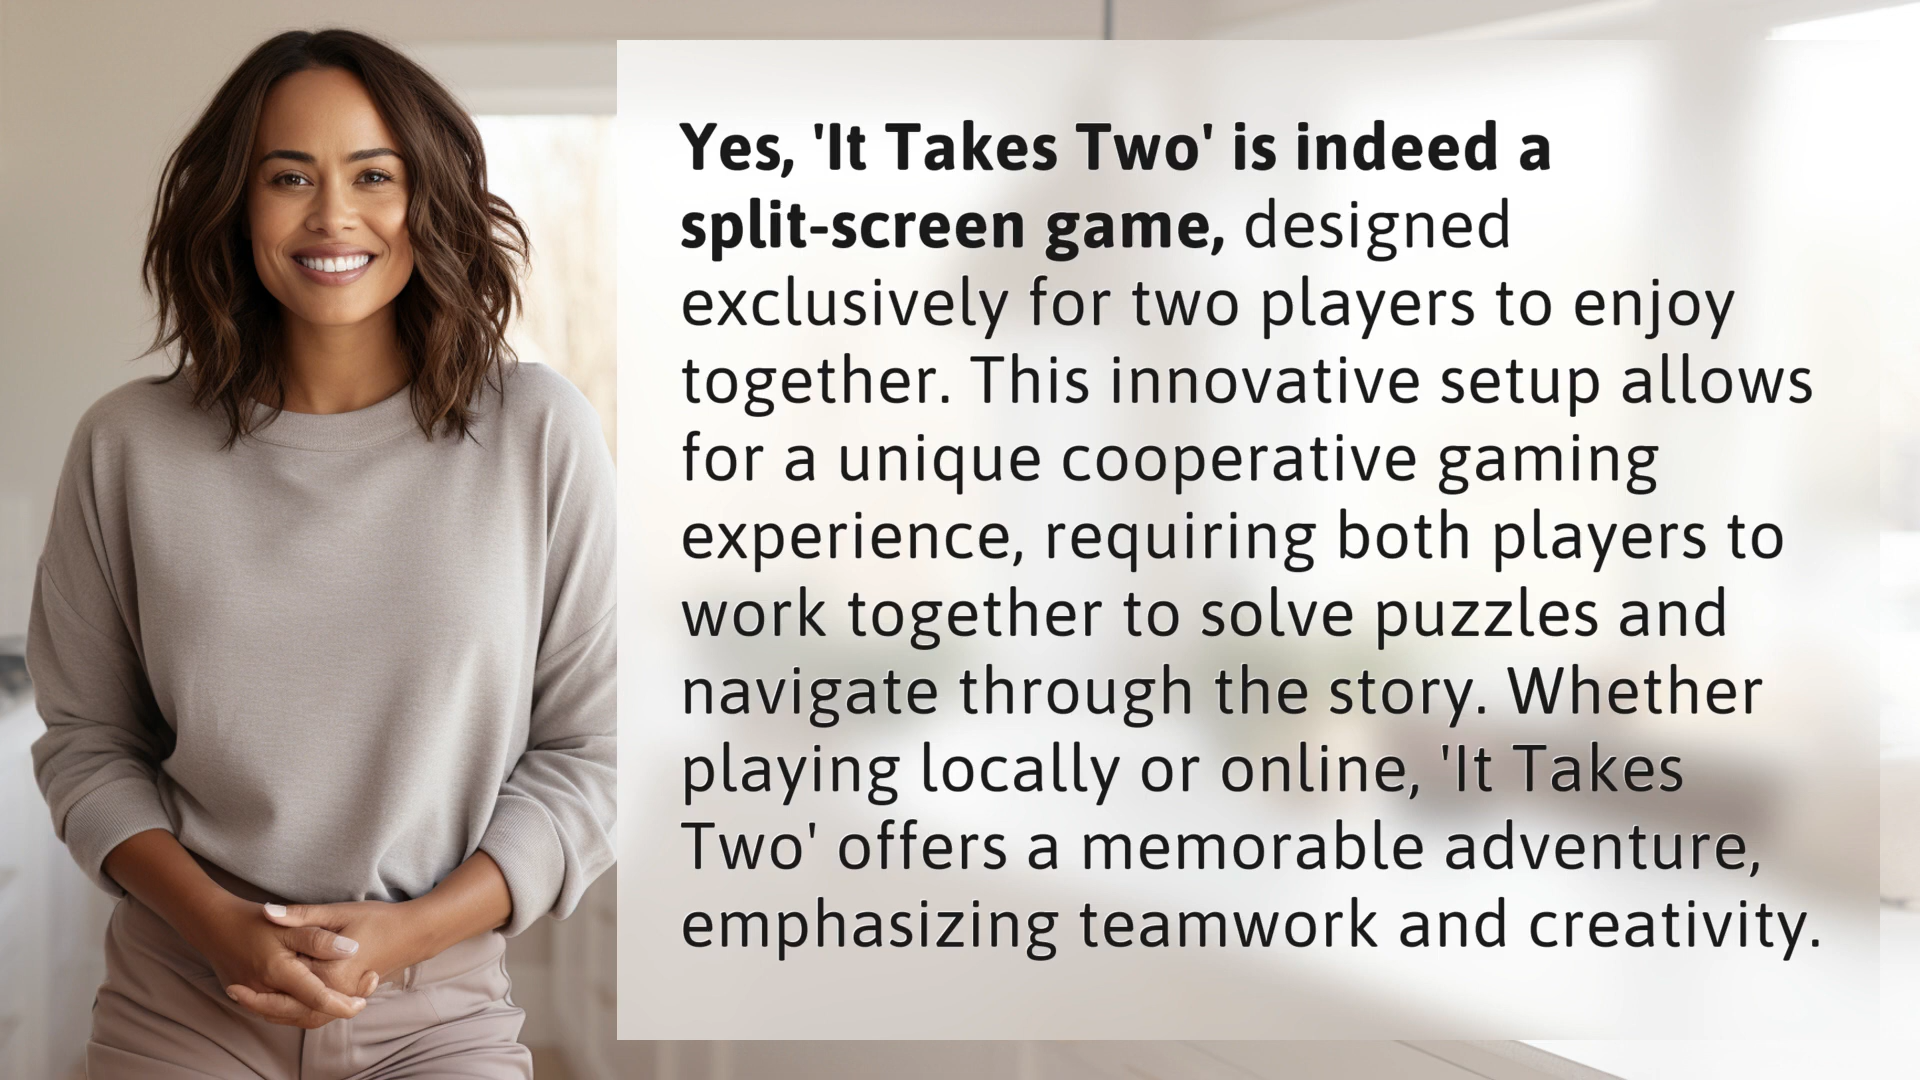 Yes, 'It Takes Two' is indeed a
split-screen game, designed
exclusively for two players to enjoy
together. This innovative setup allows
for a unique cooperative gaming
experience, requiring both players to
work together to solve puzzles and
navigate through the story. Whether
playing locally or online, 'It Takes
Two' offers a memorable adventure,
emphasizing teamwork and creativity.